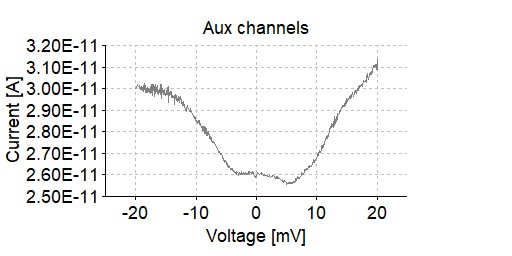 Aux channels
3.20E-11
3.10E-11
3.00E-11
2.90E-11
2.80E-11
2.70E-11
2.60E-11
2.50E-11
Current [A]
-20 -10 0 10 20
Voltage [mV]